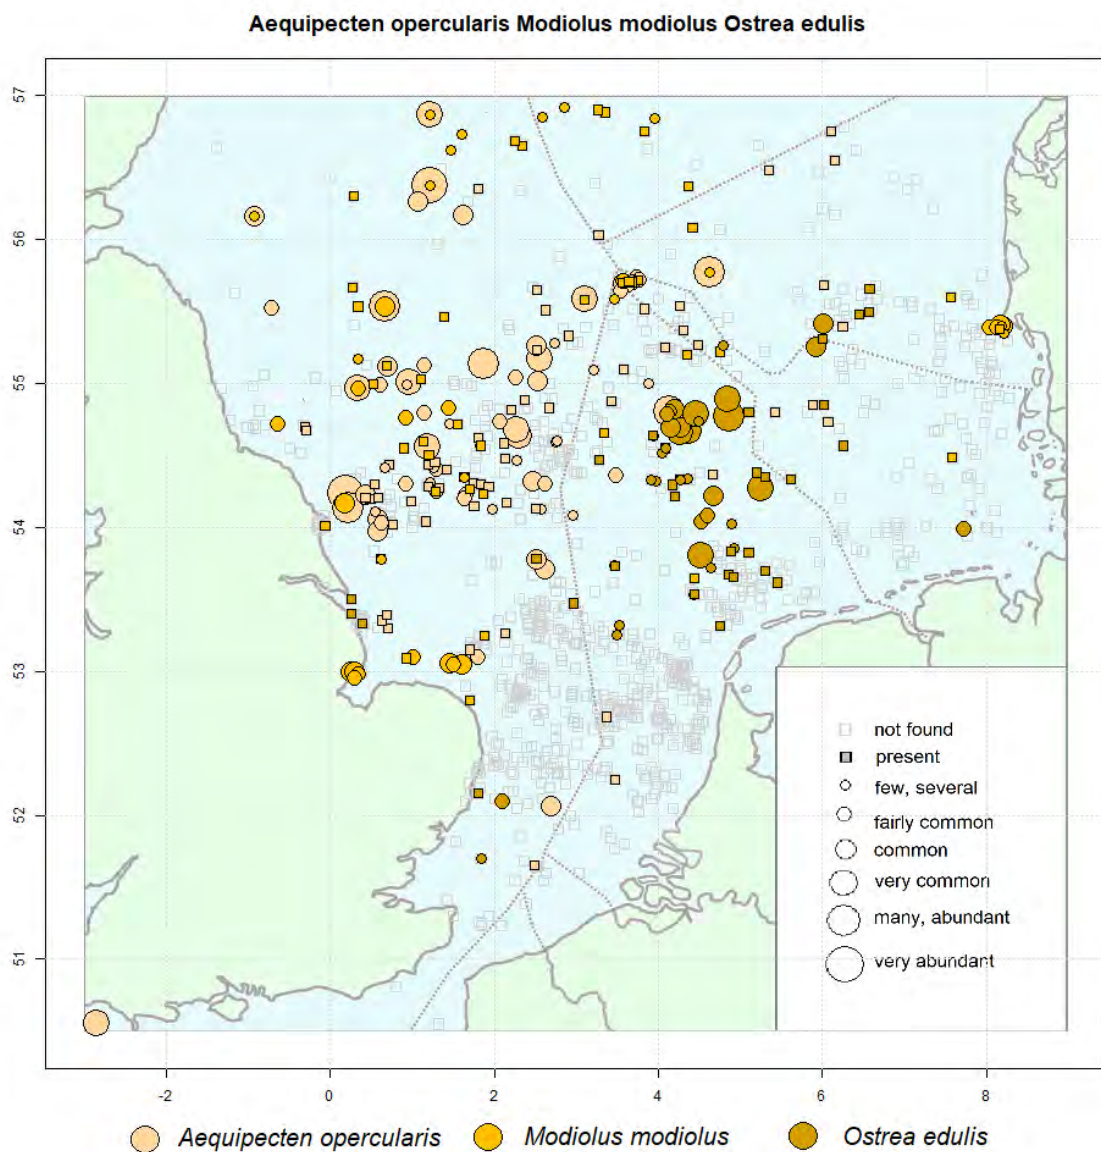 Aequipecten opercularis Modiolus modiolus Ostrea edulis
57
56
55
54
53
52
51
not found
present
few, several
fairly common
common
very common
many, abundant
very abundant
-2 0 2 4 6 8
Aequipecten opercularis Modiolus modiolus Ostrea edulis